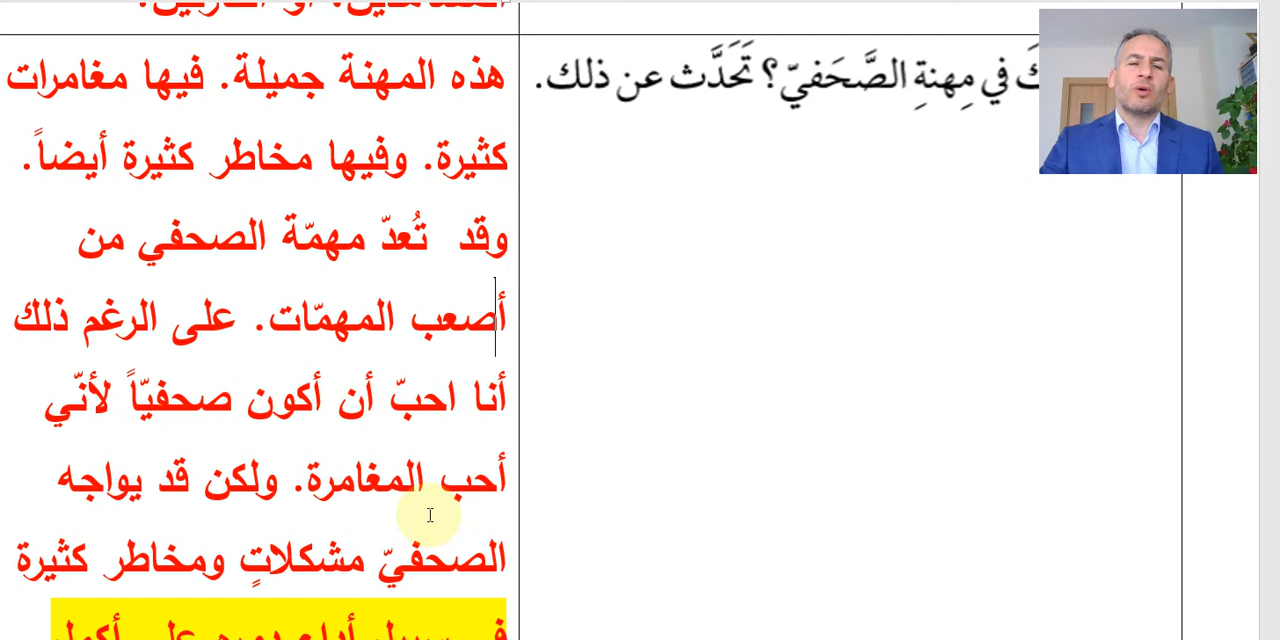 في مِهنةِ الصَّحَفيّ؟ تَحَدَّث عن ذلك.
هذه المهنة جميلة. فيها مغامرات
كثيرة. وفيها مخاطر كثيرة أيضاً.
وقد تُعدّ مهمّة الصحفي من
أصعب المهمّات. على الرغم ذلك
أنا احبّ أن أكون صحفيّاً لأنّي
أحب المغامرة. ولكن قد يواجه
الصحفيّ مشكلاتٍ ومخاطر كثيرة